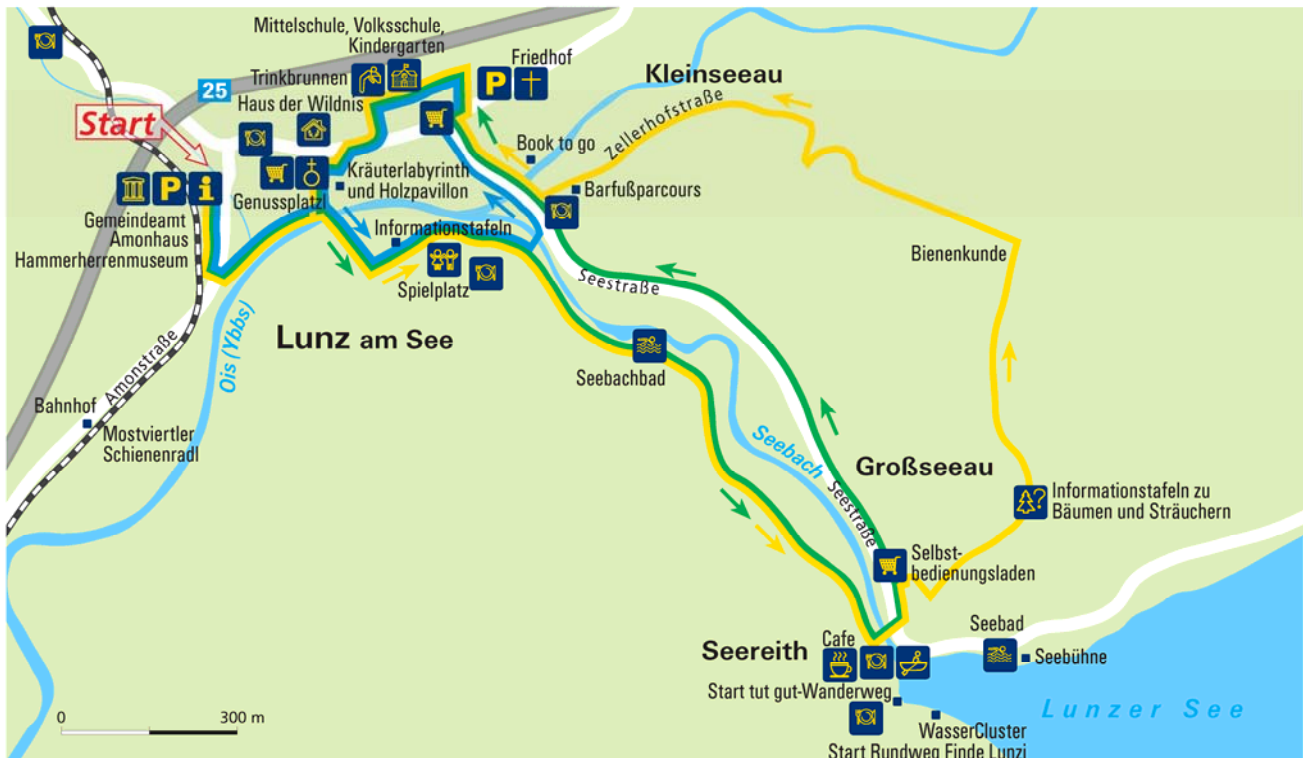 Mittelschule, Volksschule,
Kindergarten
Friedhof
Trinkbrunnen
P
Kleinseeau
25
Haus der Wildnis
Start
Zellerhofstraße
Book to go
Kräuterlabyrinth
und Holzpavillon
Barfußparcours
P i
Genussplatzl
Gemeindeamt
Amonhaus
Hammerherrenmuseum
Informationstafeln
Bienenkunde
Spielplatz
Seestraße
Lunz am See
Ois (Ybbs)
Amonstraße
Seebachbad
Bahnhof
Mostviertler
Schienenradl
Seebach
Großseeau
Seestraße
?
Informationstafeln zu
Bäumen und Sträuchern
Selbst-
bedienungsladen
Seebad
Seereith
Cafe
Seebühne
Start tut gut-Wanderweg
Lunzer See
0 300 m
WasserCluster
Start Rundweg Finde Lunzi